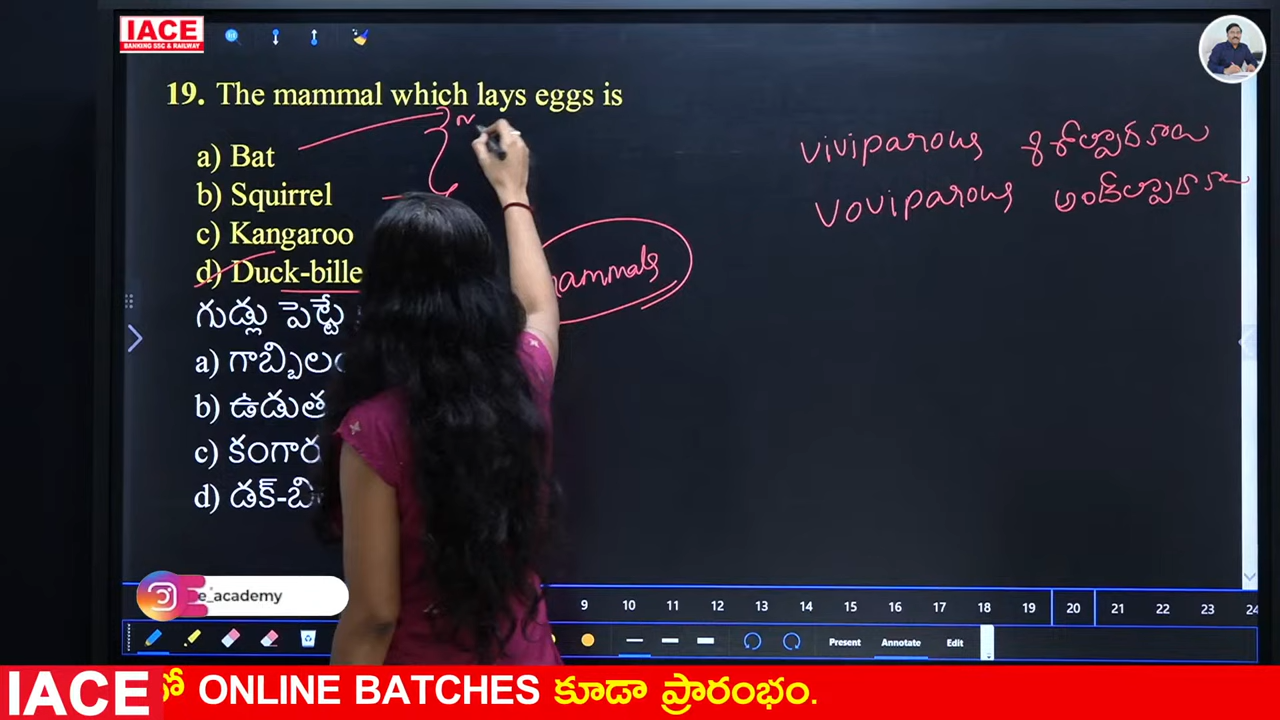 IACE
BANKING SSC & RAILWAY
19. The mammal which lays eggs is
a) Bat
b) Squirrel
c) Kangaroo
d) Duck-bille
గుడ్లు పెట్టే
a) గాబ్బిలం
b) ఉడుత
c) కంగార
d) డక్-బి
viviparous
voviparous
mammals
e_academy
9 10 11 12 13 14 15 16 17 18 19 20 21 22 23 24
Present Annotate Edit
IACE లో ONLINE BATCHES కూడా ప్రారంభం.